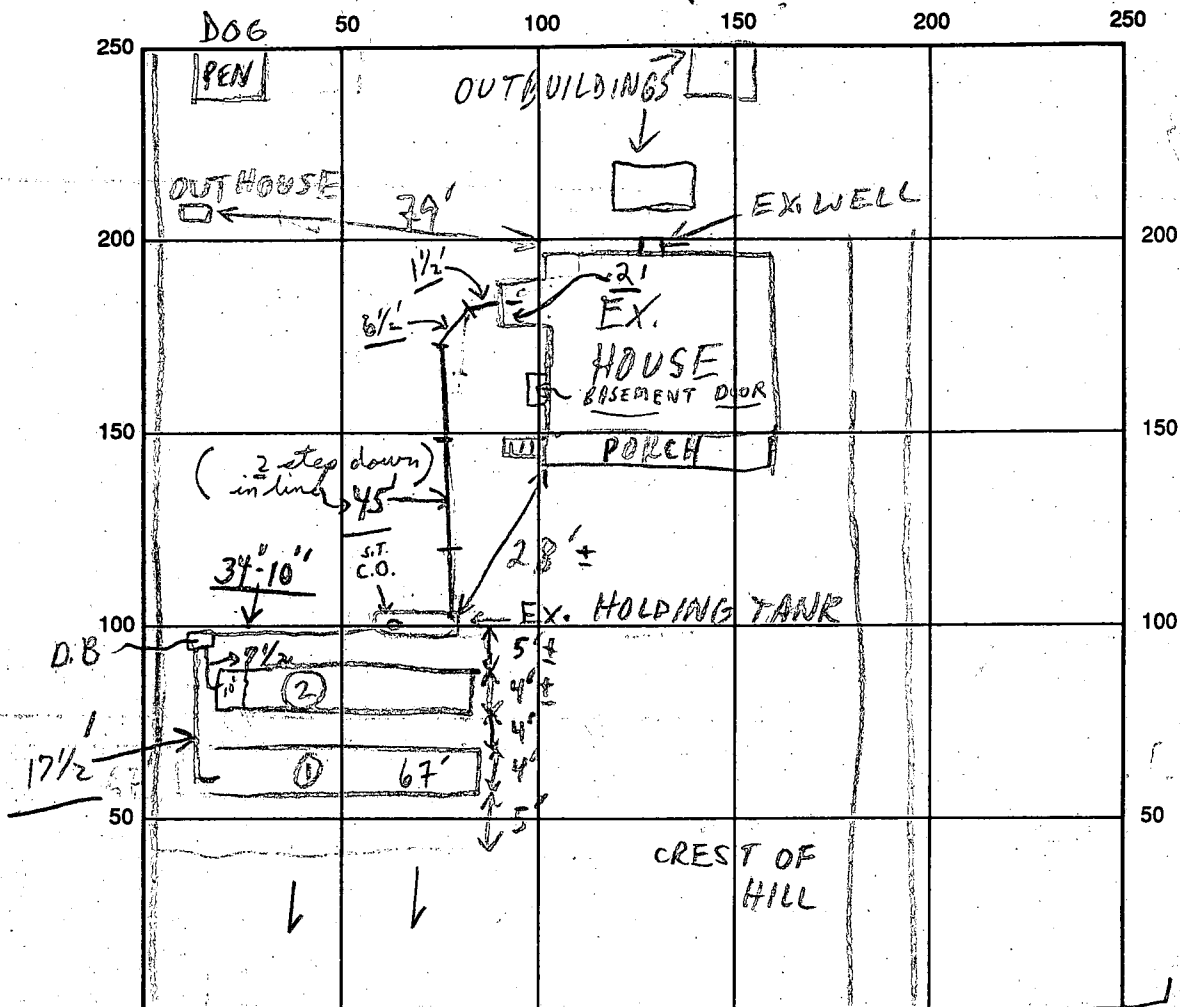 DOG
50
100
150
200
250
250
PEN
OUTBUILDINGS
OUTHOUSE
79'
EX. WELL
200
200
1½'
2'
6½'
EX.
HOUSE
BASEMENT DOOR
150
150
PORCH
( 2 step down )
in line
45
S.T.
C.O.
28'±
34'-10"
100
EX. HOLDING TANK
100
D.B
5'±
7½
10'
②
4'±
4'
17½'
①
67'
4'
50
5'
50
CREST OF
HILL